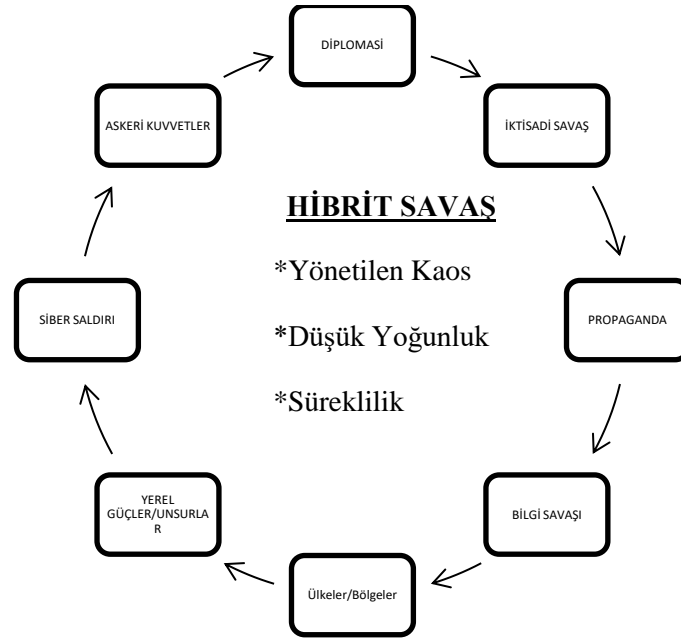 DİPLOMASİ
İKTİSADİ SAVAŞ
PROPAGANDA
BİLGİ SAVAŞI
Ülkeler/Bölgeler
YEREL
GÜÇLER/UNSURLA
R
SİBER SALDIRI
ASKERİ KUVVETLER
HİBRİT SAVAŞ
*Yönetilen Kaos
*Düşük Yoğunluk
*Süreklilik